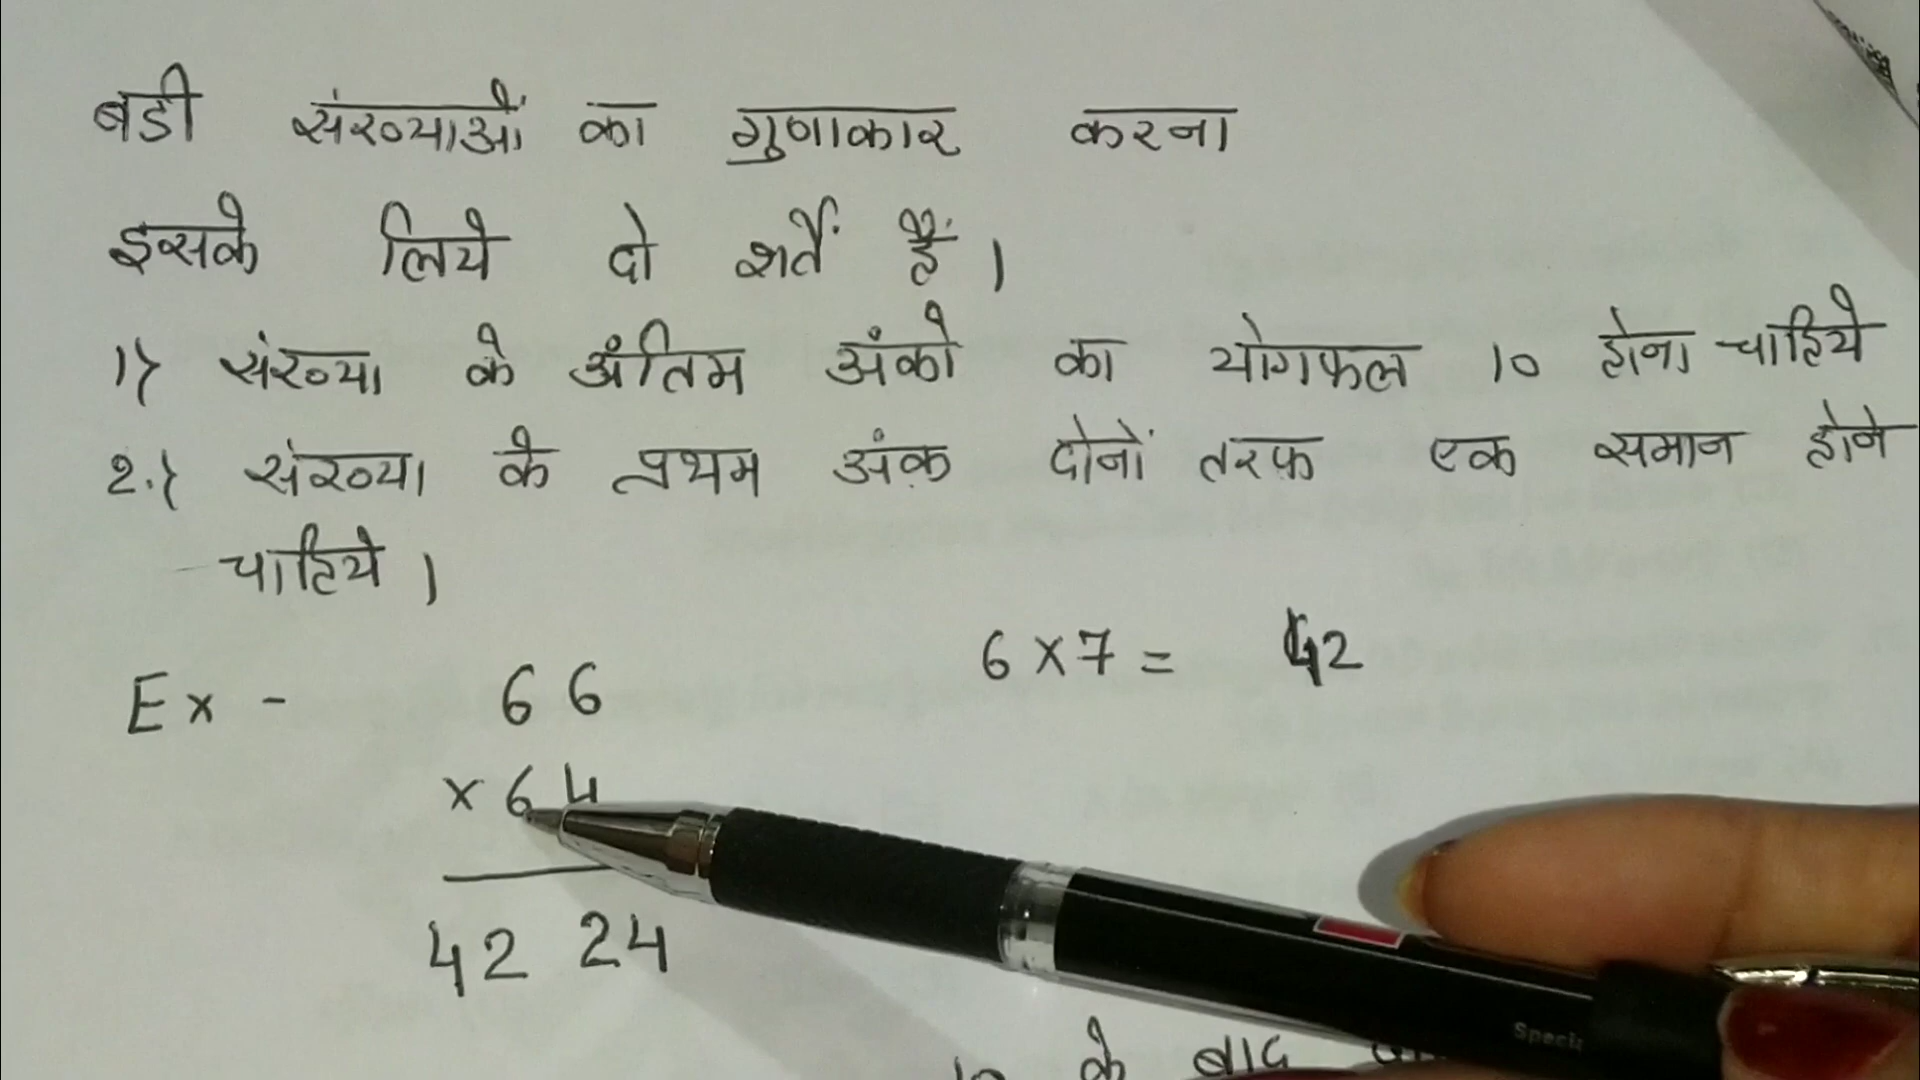 बडी संख्याओं का गुणाकार करना
इसके लिये दो शर्तें हैं।
1) संख्या के अंतिम अंको का योगफल 10 होना चाहिये
2.) संख्या के प्रथम अंक दोनों तरफ एक समान होने
चाहिये।
6 x 7 = 42
Ex - 66
x 64
42 24
के बाद